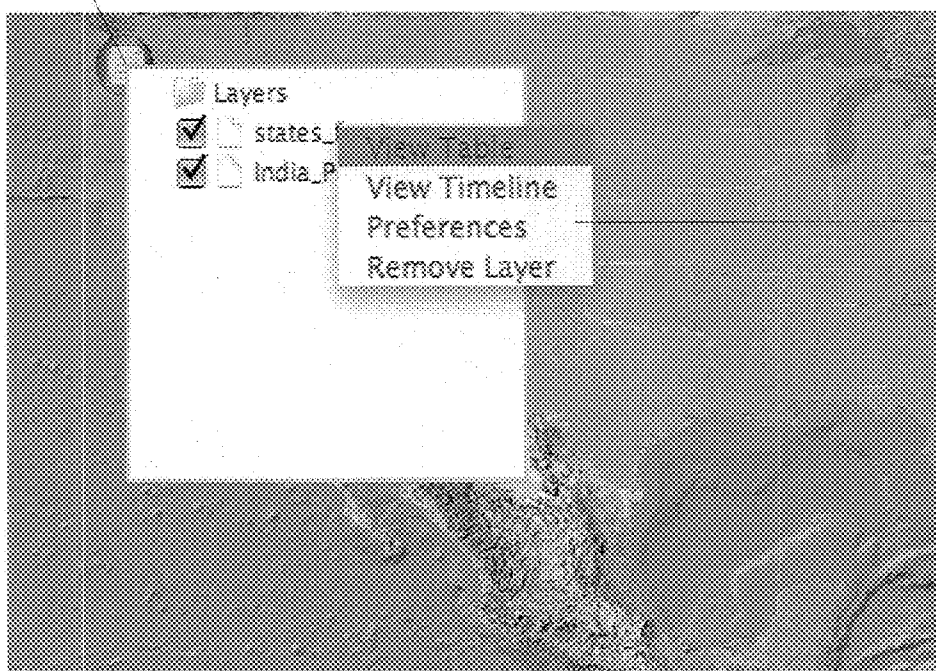 Layers
states_
View Table
India_P
View Timeline
Preferences
Remove Layer